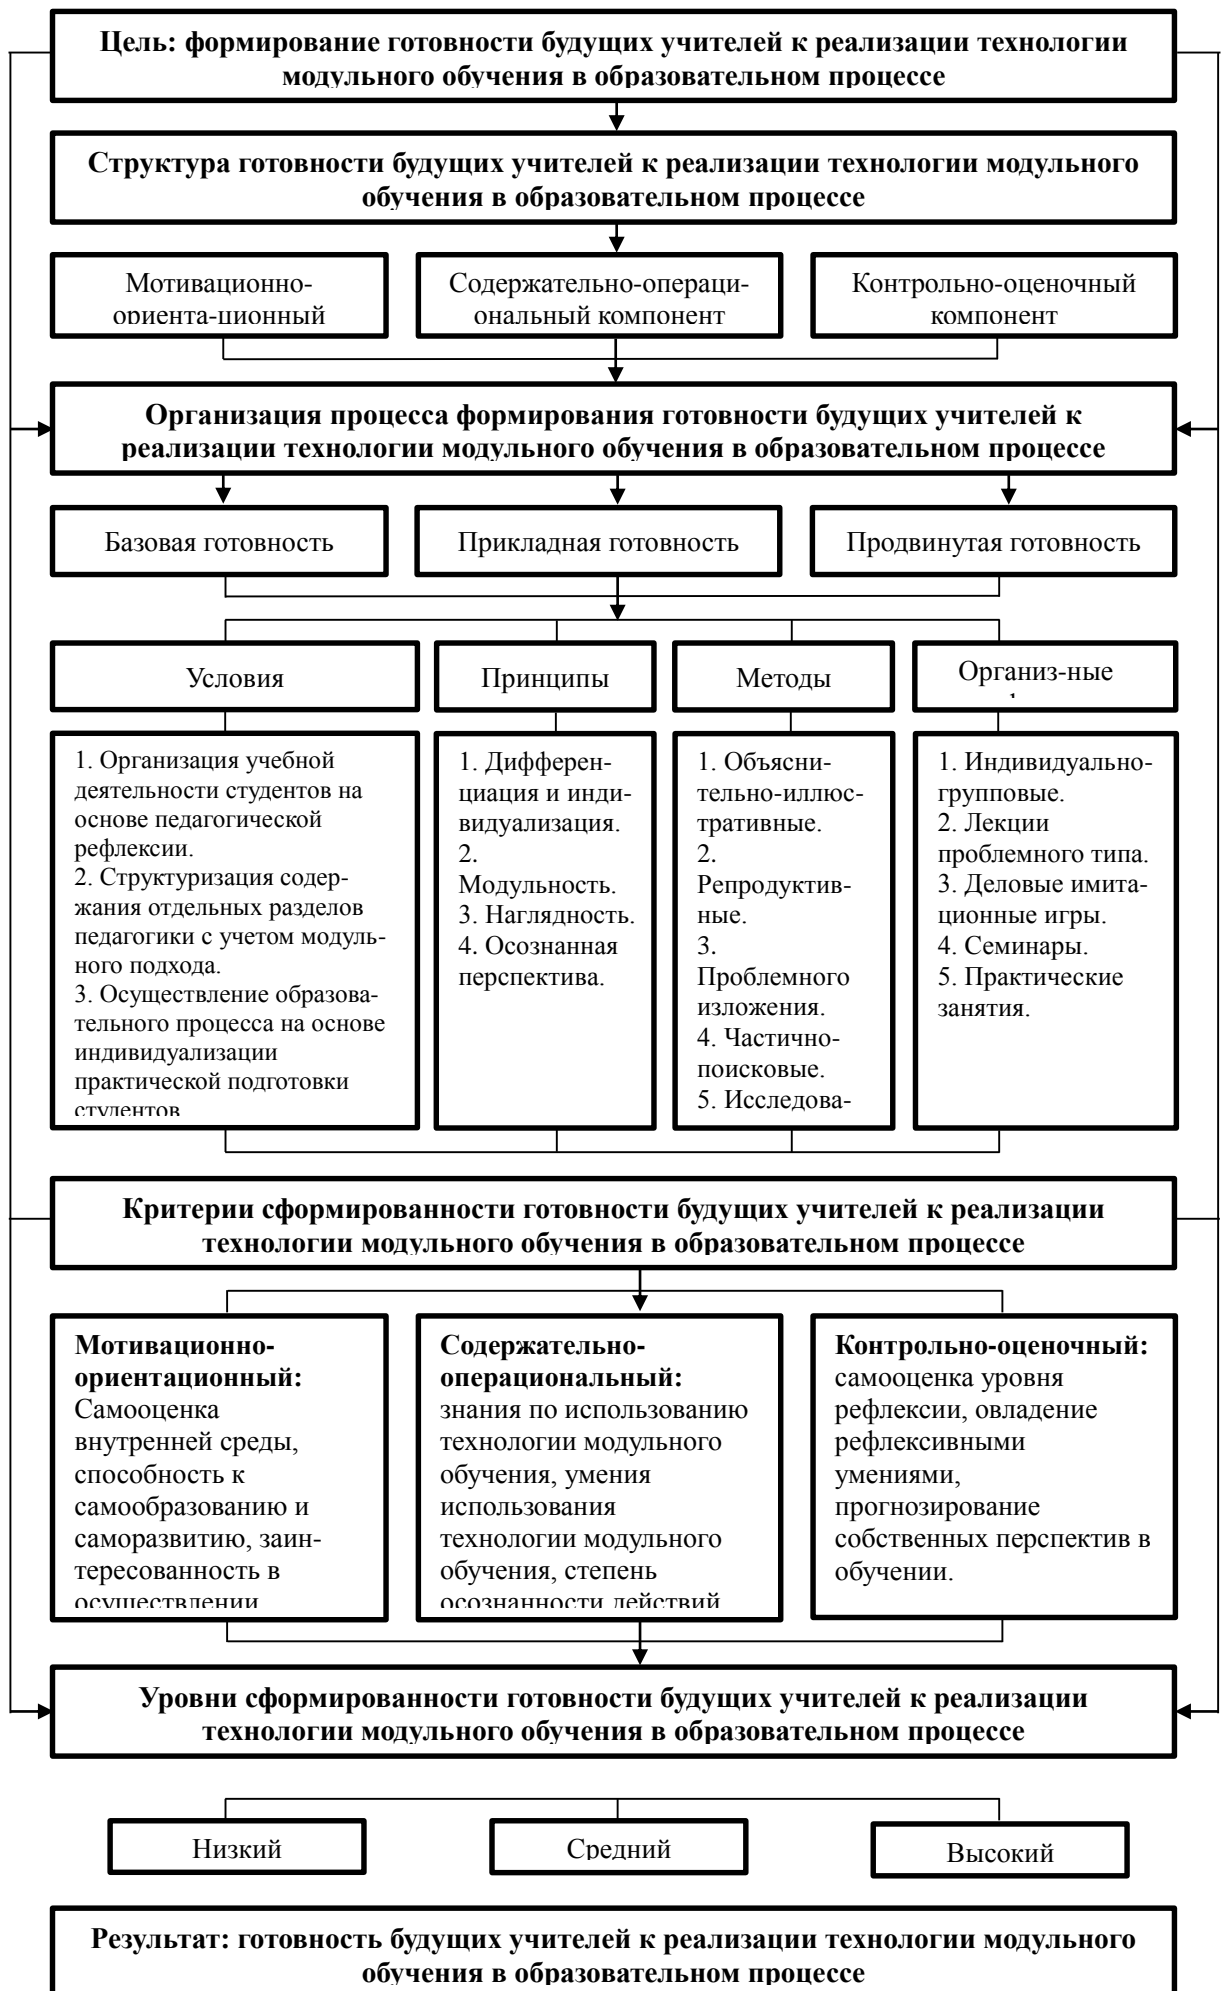 Цель: формирование готовности будущих учителей к реализации технологии
модульного обучения в образовательном процессе
Структура готовности будущих учителей к реализации технологии модульного
обучения в образовательном процессе
Мотивационно-
ориента-ционный
Содержательно-операци-
ональный компонент
Контрольно-оценочный
компонент
Организация процесса формирования готовности будущих учителей к
реализации технологии модульного обучения в образовательном процессе
Базовая готовность
Прикладная готовность
Продвинутая готовность
Условия
Принципы
Методы
Организ-ные
1. Организация учебной
деятельности студентов на
основе педагогической
рефлексии.
2. Структуризация содер-
жания отдельных разделов
педагогики с учетом модуль-
ного подхода.
3. Осуществление образова-
тельного процесса на основе
индивидуализации
практической подготовки
студентов
1. Дифферен-
циация и инди-
видуализация.
2.
Модульность.
3. Наглядность.
4. Осознанная
перспектива.
1. Объясни-
тельно-иллюс-
тративные.
2.
Репродуктив-
ные.
3.
Проблемного
изложения.
4. Частично-
поисковые.
5. Исследова-
1. Индивидуально-
групповые.
2. Лекции
проблемного типа.
3. Деловые имита-
ционные игры.
4. Семинары.
5. Практические
занятия.
Критерии сформированности готовности будущих учителей к реализации
технологии модульного обучения в образовательном процессе
Мотивационно-
ориентационный:
Самооценка
внутренней среды,
способность к
самообразованию и
саморазвитию, заин-
тересованность в
осуществлении
Содержательно-
операциональный:
знания по использованию
технологии модульного
обучения, умения
использования
технологии модульного
обучения, степень
осознанности действий
Контрольно-оценочный:
самооценка уровня
рефлексии, овладение
рефлексивными
умениями,
прогнозирование
собственных перспектив в
обучении.
Уровни сформированности готовности будущих учителей к реализации
технологии модульного обучения в образовательном процессе
Низкий
Средний
Высокий
Результат: готовность будущих учителей к реализации технологии модульного
обучения в образовательном процессе